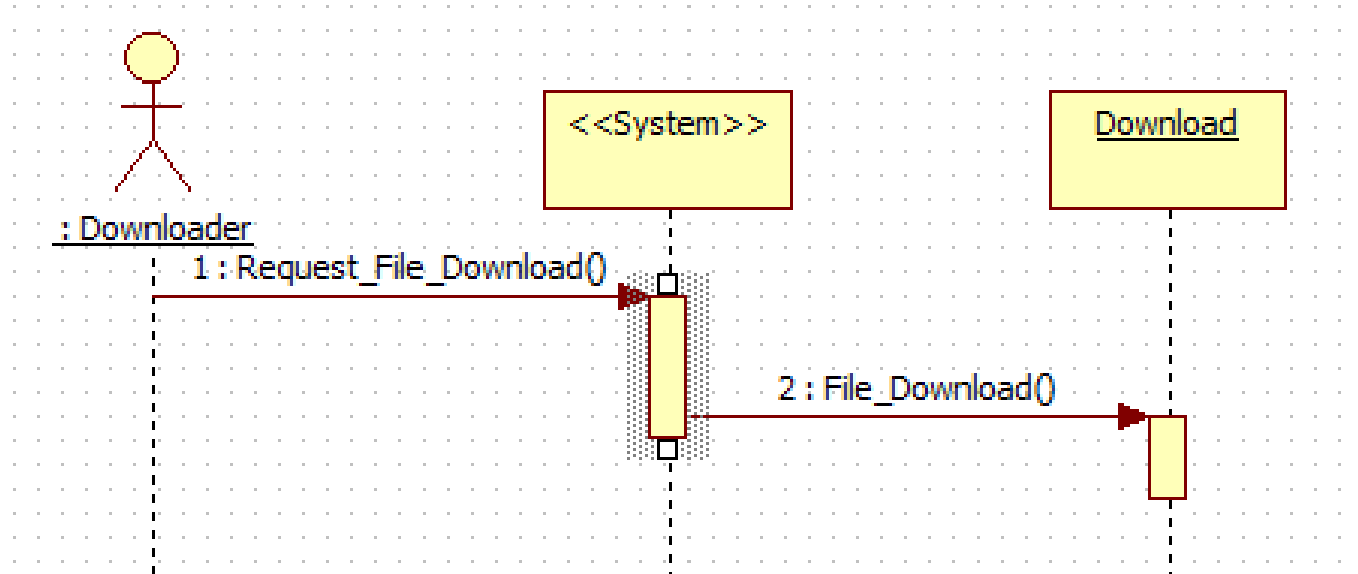 <<System>>
Download
: Downloader
1 : Request_File_Download()
2 : File_Download()